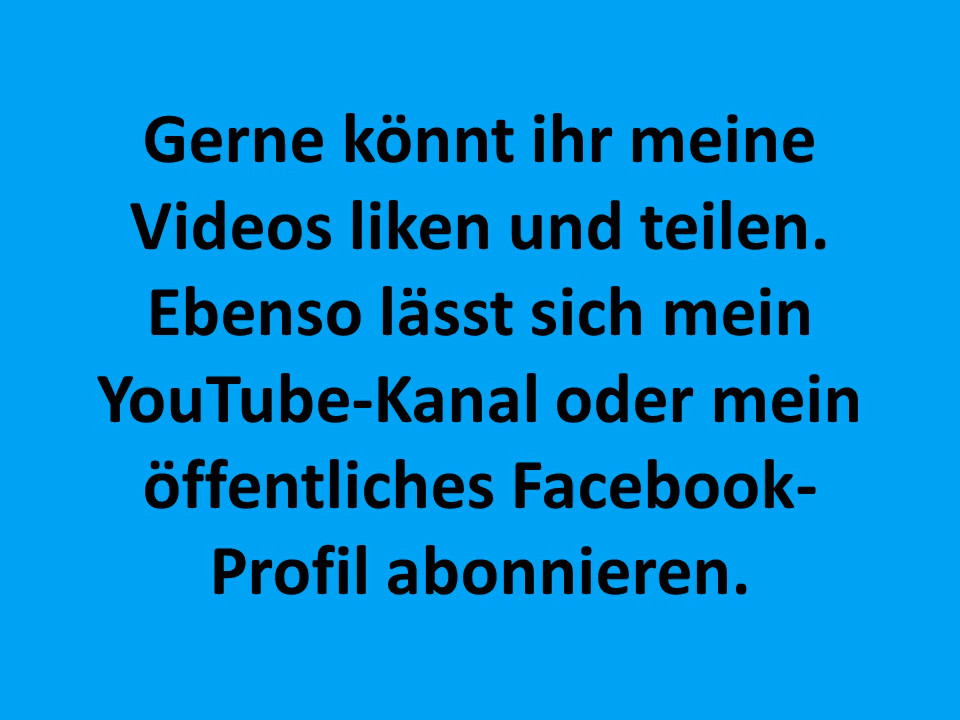 Gerne könnt ihr meine
Videos liken und teilen.
Ebenso lässt sich mein
YouTube-Kanal oder mein
öffentliches Facebook-
Profil abonnieren.